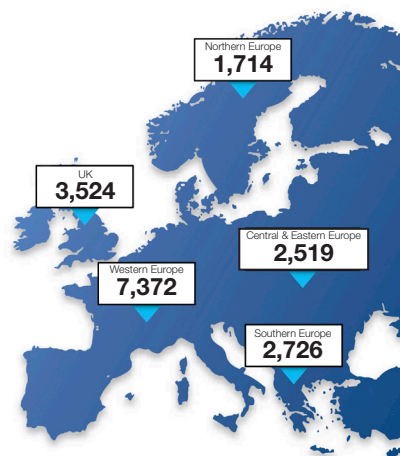 Northern Europe
1,714
UK
3,524
Central & Eastern Europe
2,519
Western Europe
7,372
Southern Europe
2,726